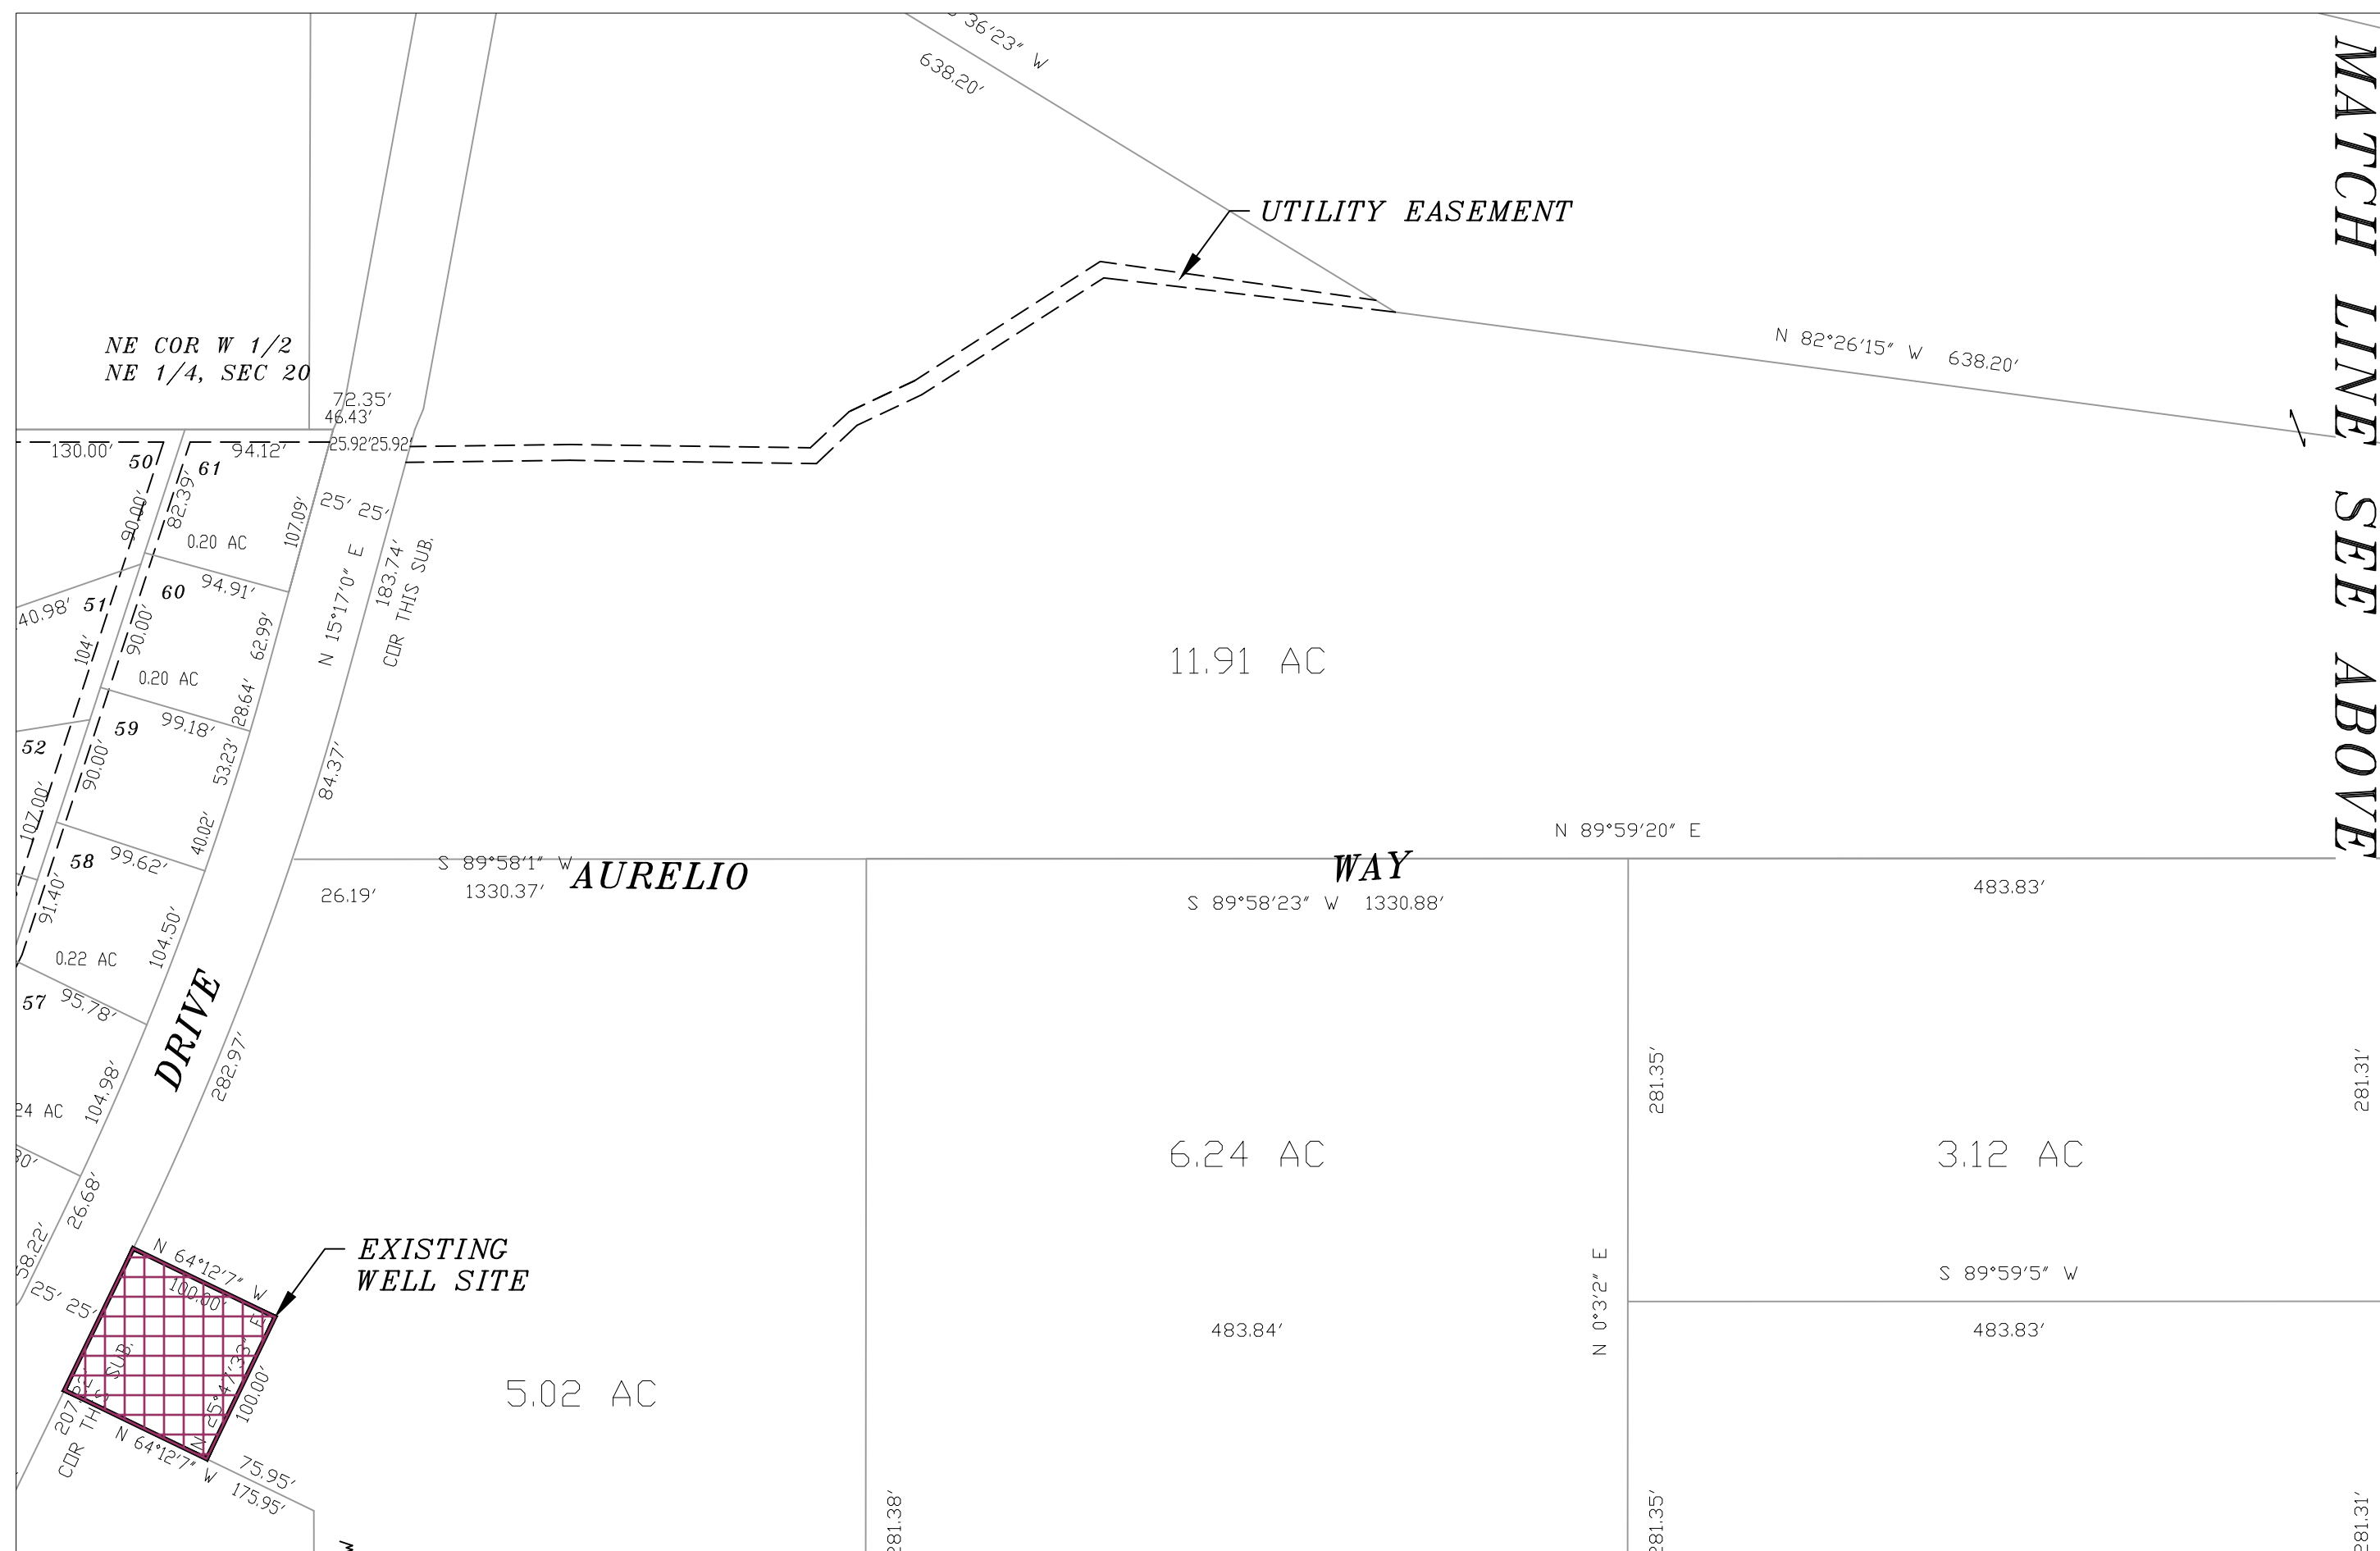 36'23" W
638.20'
MATCH LINE SEE ABOVE
UTILITY EASEMENT
NE COR W 1/2
NE 1/4, SEC 20
N 82°26'15" W 638.20'
72.35'
46.43'
25.92'
25.92'
130.00'
50
61
94.12'
90.00'
82.39'
107.09'
25' 25'
0.20 AC
N 15°17'0" E
183.74'
COR THIS SUB.
60
94.91'
51
40.98'
104'
90.00'
62.99'
11.91 AC
0.20 AC
28.64'
59
99.18'
52
90.00'
53.23'
84.37'
107.00'
40.02'
N 89°59'20" E
58
99.62'
S 89°58'1" W
AURELIO WAY
26.19'
1330.37'
S 89°58'23" W 1330.88'
483.83'
91.40'
104.50'
0.22 AC
57
95.78'
DRIVE
282.97'
104.98'
24 AC
281.35'
281.31'
6.24 AC
3.12 AC
26.68'
58.22'
EXISTING
WELL SITE
N 64°12'7" W
100.00'
25' 25'
N 0°3'2" E
S 89°59'5" W
483.84'
483.83'
N 25°47'33" E
100.00'
5.02 AC
COR THIS SUB.
N 64°12'7" W
75.95'
175.95'
281.38'
281.35'
281.31'
W